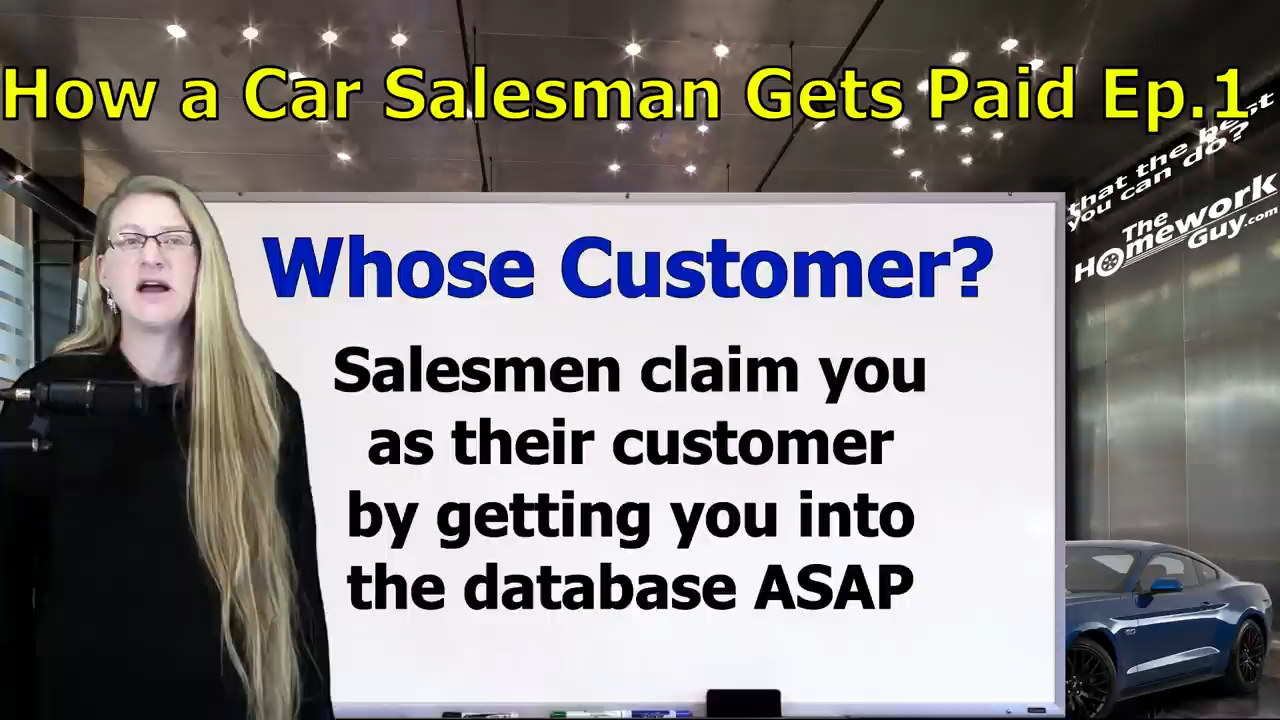 How a Car Salesman Gets Paid Ep.1
that the best
you can do?
The
Homework
Guy.com
Whose Customer?
Salesmen claim you
as their customer
by getting you into
the database ASAP